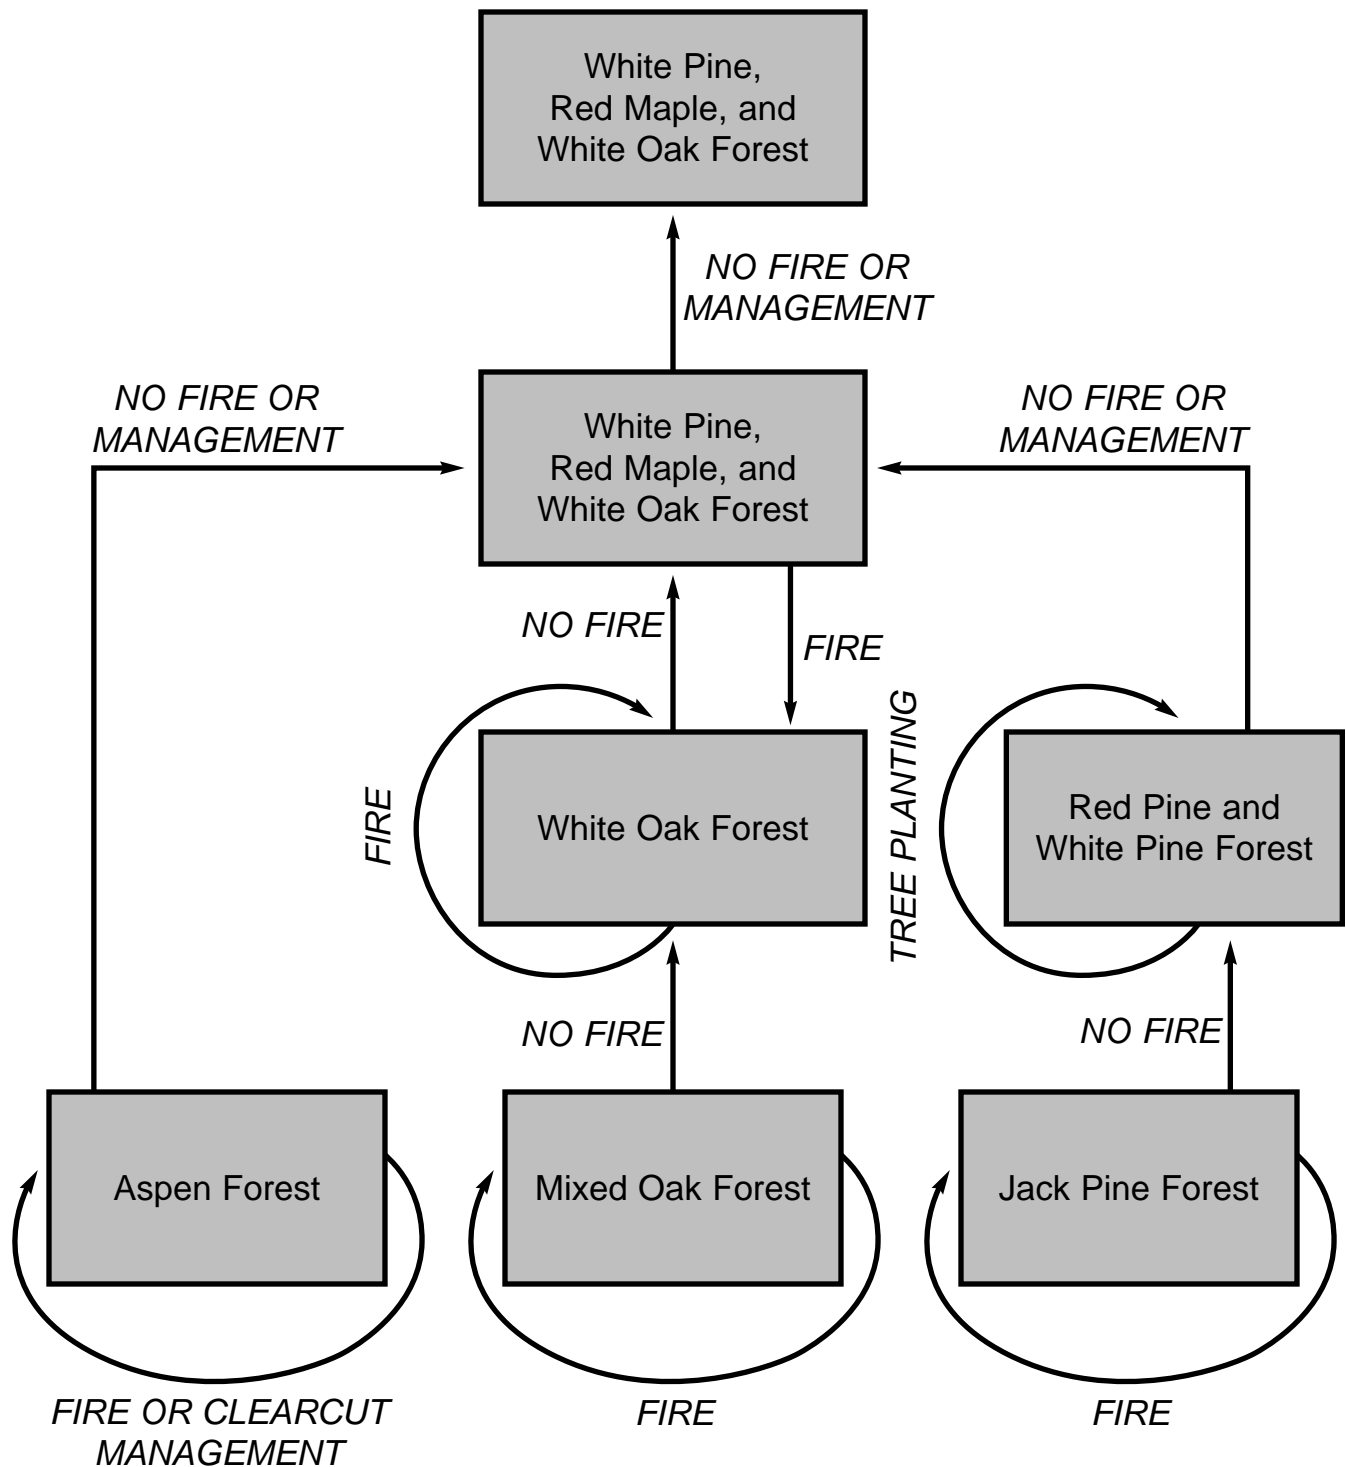 White Pine,
Red Maple, and
White Oak Forest
NO FIRE OR
MANAGEMENT
NO FIRE OR
MANAGEMENT
White Pine,
Red Maple, and
White Oak Forest
NO FIRE OR
MANAGEMENT
NO FIRE
FIRE
FIRE
White Oak Forest
TREE PLANTING
Red Pine and
White Pine Forest
NO FIRE
NO FIRE
Aspen Forest
Mixed Oak Forest
Jack Pine Forest
FIRE OR CLEARCUT
MANAGEMENT
FIRE
FIRE